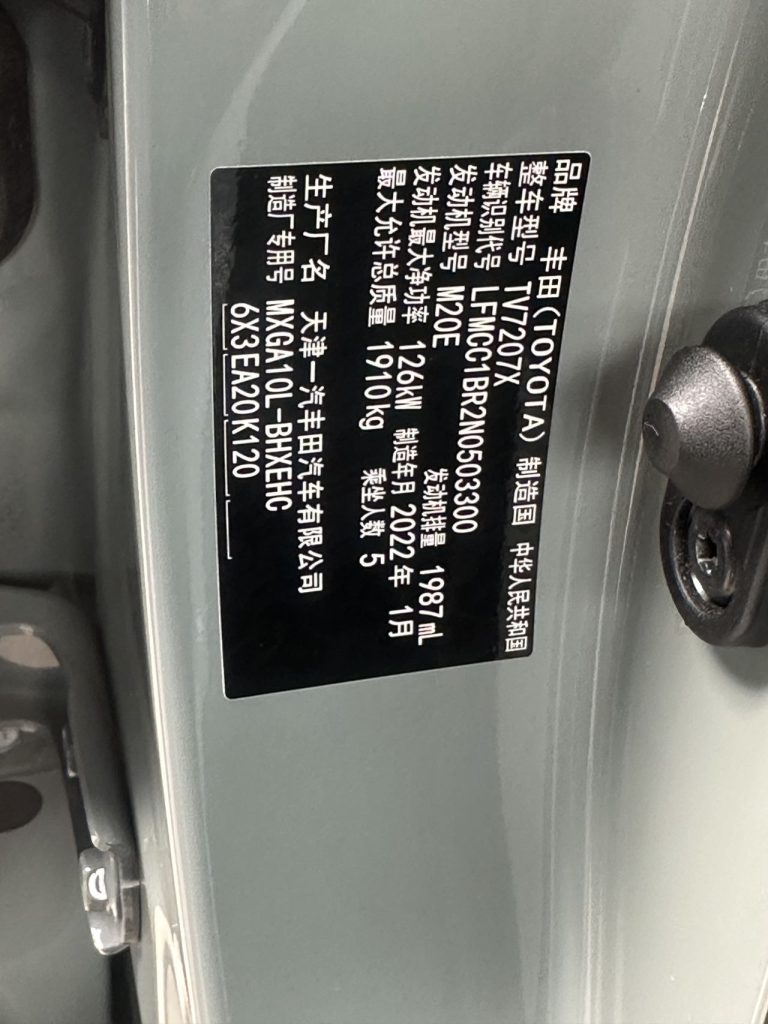 品牌 丰田(TOYOTA) 制造国 中华人民共和国
整车型号 TV7207X
车辆识别代号 LFMCC1BR2N0503300
发动机型号 M20E 发动机排量 1987mL
发动机最大净功率 126kW 制造年月 2022年 1月
最大允许总质量 1910kg 乘坐人数 5
生产厂名 天津一汽丰田汽车有限公司
制造厂专用号 MXGA10L-BHXEHC
6X3 EA20 K120